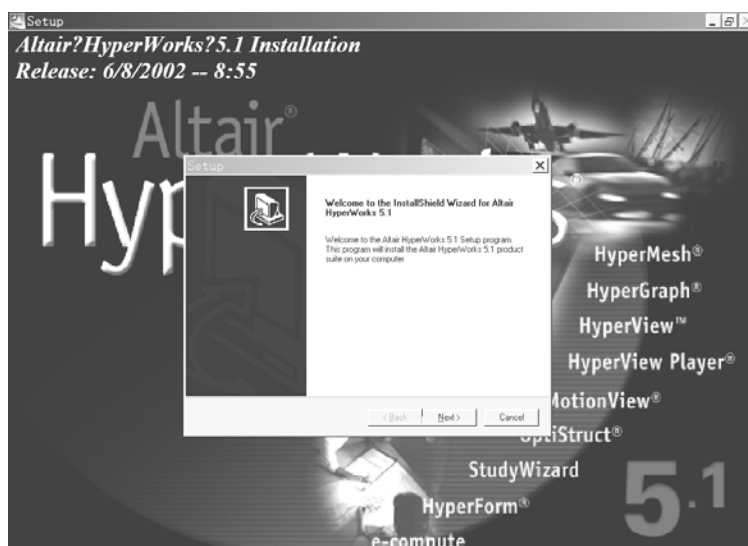 Setup
Altair?HyperWorks?5.1 Installation
Release: 6/8/2002 -- 8:55
Altair®
Hyp
Setup
Welcome to the InstallShield Wizard for Altair
HyperWorks 5.1
Welcome to the Altair HyperWorks 5.1 Setup program.
This program will install the Altair HyperWorks 5.1 product
suite on your computer
< Back
Next >
Cancel
HyperMesh®
HyperGraph®
HyperView™
HyperView Player®
MotionView®
OptiStruct®
StudyWizard
HyperForm®
e-compute
5.1